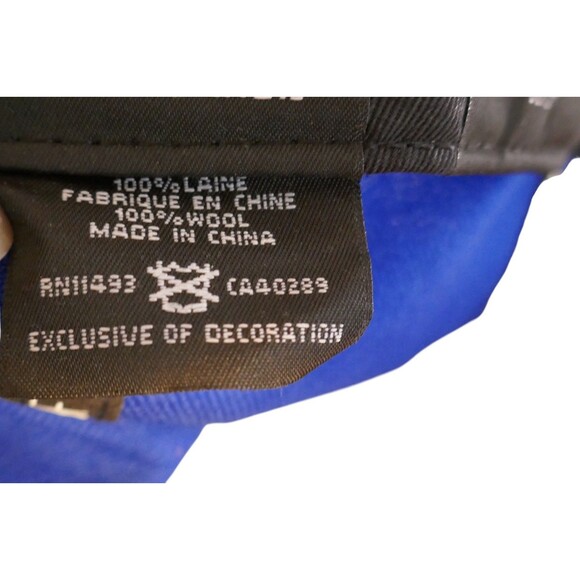 100% LAINE
FABRIQUE EN CHINE
100% WOOL
MADE IN CHINA
RN11493 CA40289
EXCLUSIVE OF DECORATION